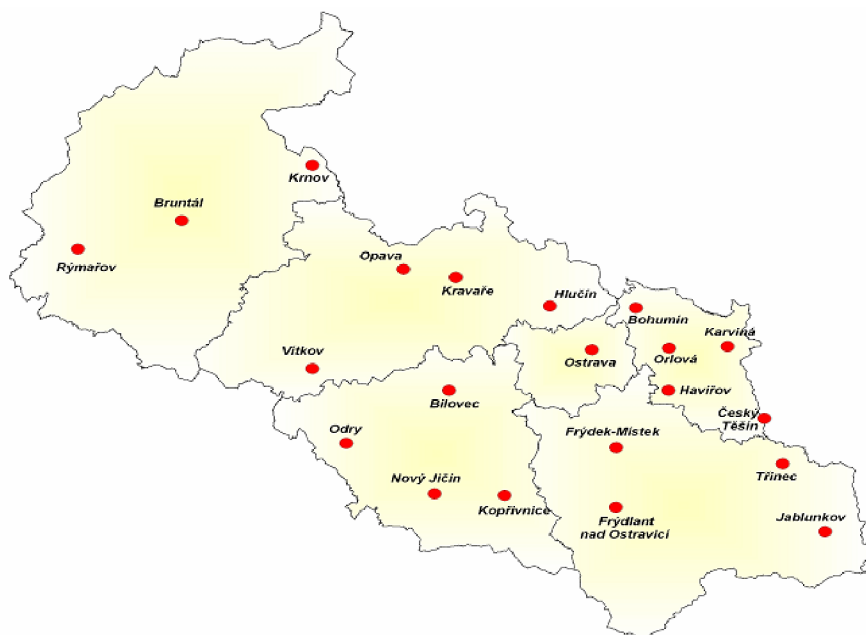 Krnov
Bruntál
Rýmařov
Opava
Kravaře
Hlučín
Bohumín
Karviná
Orlová
Ostrava
Vítkov
Bílovec
Havířov
Český
Těšín
Odry
Frýdek-Místek
Třinec
Nový Jičín
Kopřivnice
Frýdlant
nad Ostravicí
Jablunkov